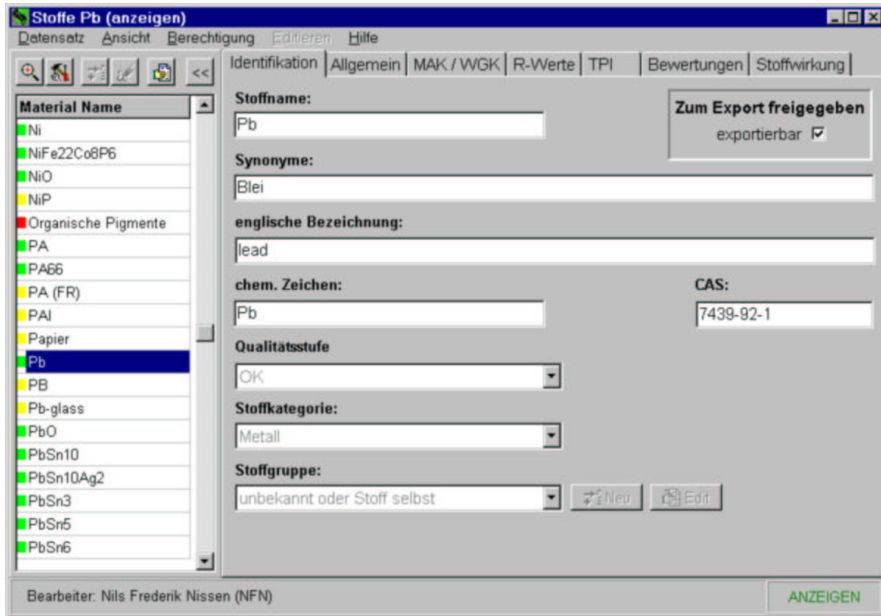 Stoffe Pb (anzeigen)
Datensatz Ansicht Berechtigung Editieren Hilfe
<<
Identifikation Allgemein MAK / WGK R-Werte TPI Bewertungen Stoffwirkung
Material Name
Ni
NiFe22Co8P6
NiO
NiP
Organische Pigmente
PA
PA66
PA (FR)
PAI
Papier
Pb
PB
Pb-glass
PbO
PbSn10
PbSn10Ag2
PbSn3
PbSn5
PbSn6
Stoffname:
Pb
Zum Export freigegeben
exportierbar
Synonyme:
Blei
englische Bezeichnung:
lead
chem. Zeichen:
Pb
CAS:
7439-92-1
Qualitätsstufe
OK
Stoffkategorie:
Metall
Stoffgruppe:
unbekannt oder Stoff selbst
Neu Edit
Bearbeiter: Nils Frederik Nissen (NFN)
ANZEIGEN